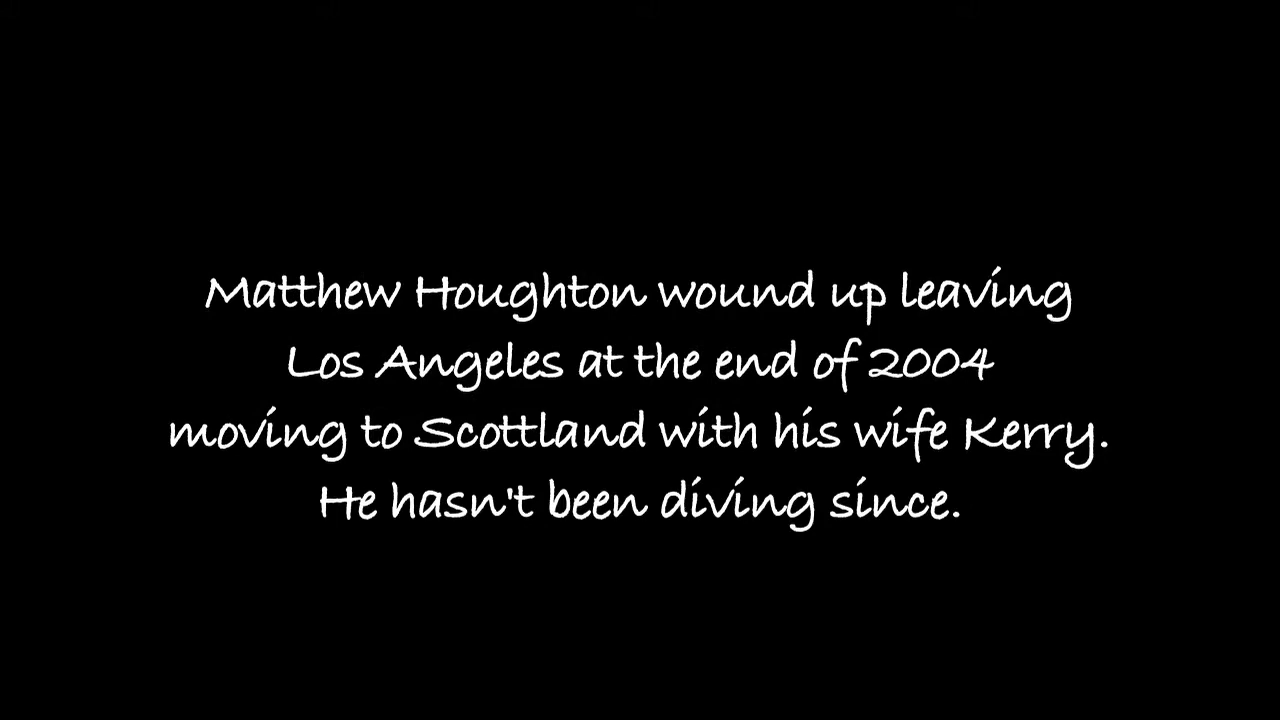 Matthew Houghton wound up leaving
Los Angeles at the end of 2004
moving to Scottland with his wife Kerry.
He hasn't been diving since.